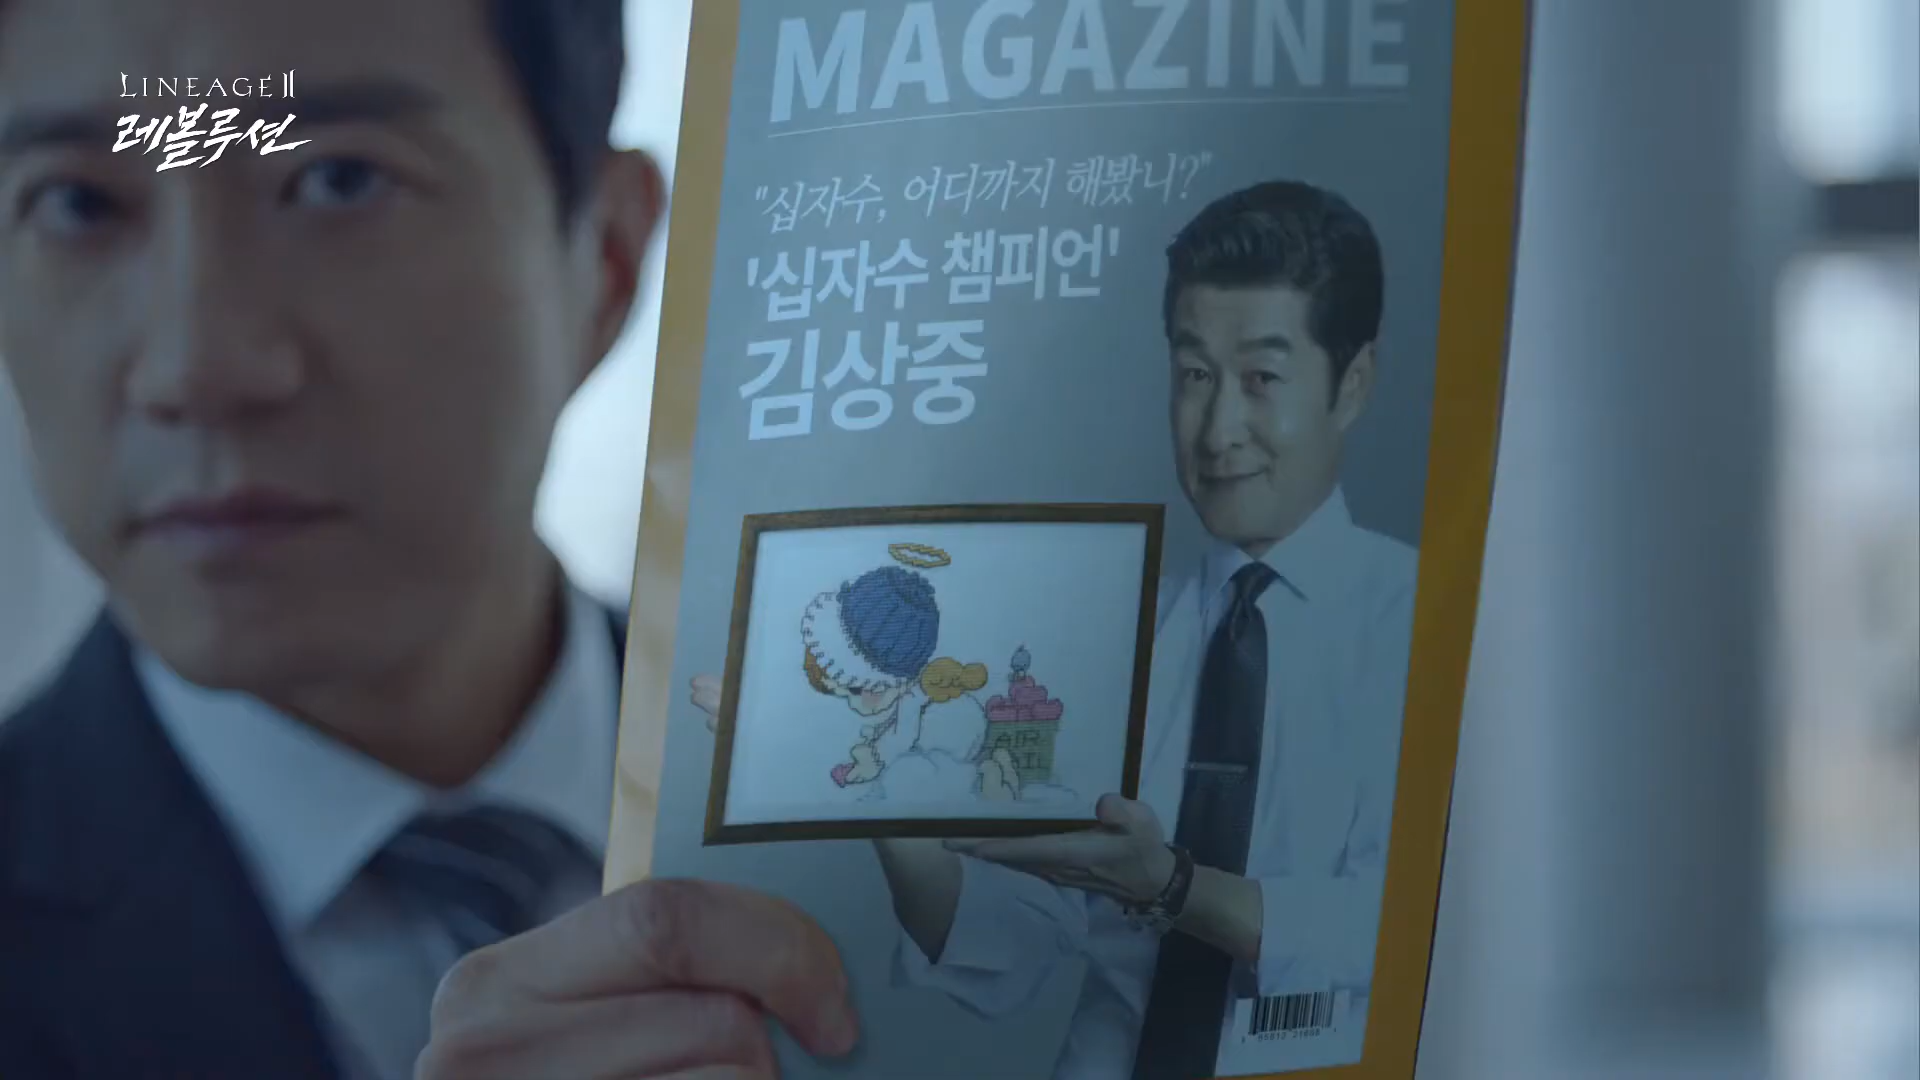 LINEAGE II
레볼루션
MAGAZINE
"십자수, 어디까지 해봤니?"
'십자수 챔피언'
김상중
AIR